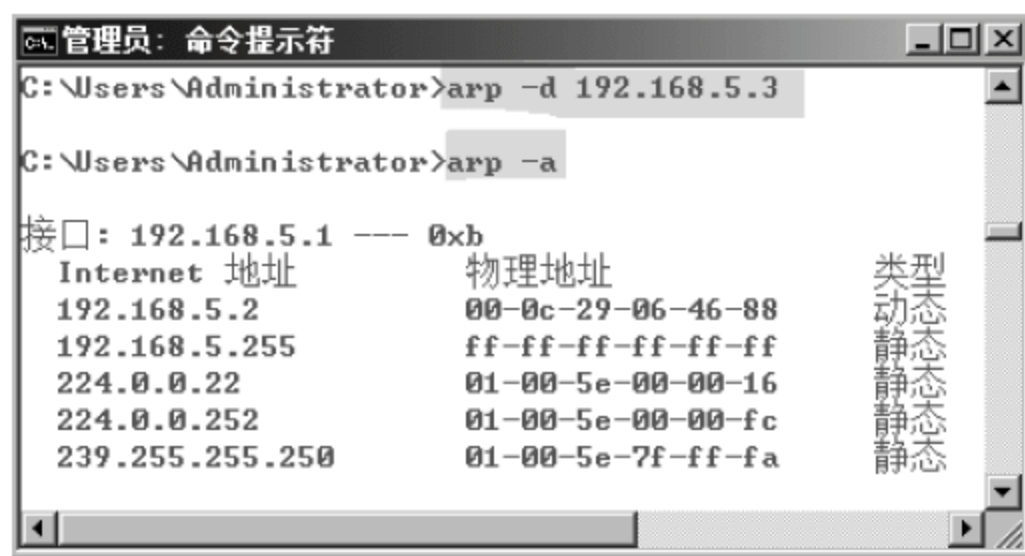 管理员: 命令提示符
C:\Users\Administrator>arp -d 192.168.5.3
C:\Users\Administrator>arp -a
接口: 192.168.5.1 --- 0xb
Internet 地址 物理地址 类型
192.168.5.2 00-0c-29-06-46-88 动态
192.168.5.255 ff-ff-ff-ff-ff-ff 静态
224.0.0.22 01-00-5e-00-00-16 静态
224.0.0.252 01-00-5e-00-00-fc 静态
239.255.255.250 01-00-5e-7f-ff-fa 静态